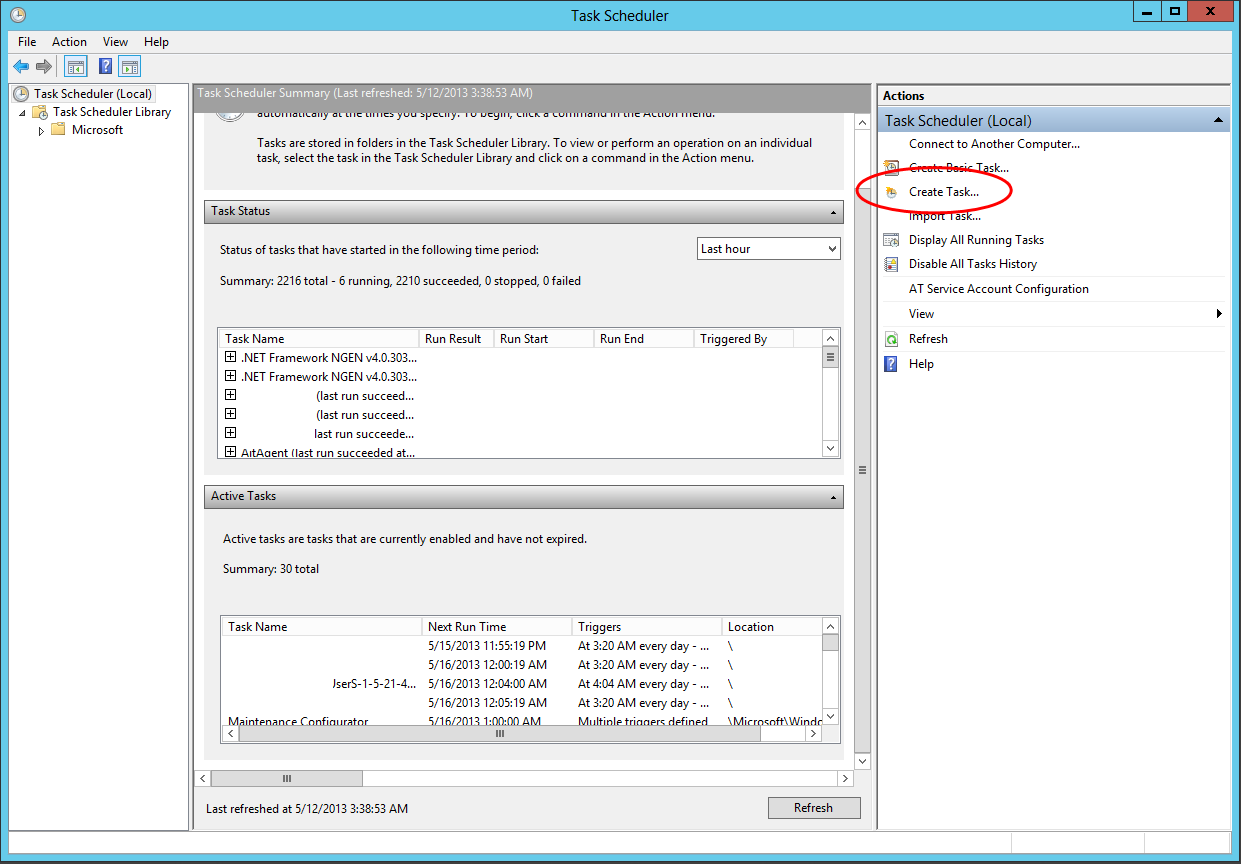 Task Scheduler
File Action View Help
Task Scheduler (Local)
Task Scheduler Library
Microsoft
Task Scheduler Summary (Last refreshed: 5/12/2013 3:38:53 AM)
automatically at the times you specify. To begin, click a command in the Action menu.
Tasks are stored in folders in the Task Scheduler Library. To view or perform an operation on an individual
task, select the task in the Task Scheduler Library and click on a command in the Action menu.
Task Status
Status of tasks that have started in the following time period: Last hour
Summary: 2216 total - 6 running, 2210 succeeded, 0 stopped, 0 failed
Task Name Run Result Run Start Run End Triggered By
.NET Framework NGEN v4.0.303...
.NET Framework NGEN v4.0.303...
(last run succeed...
(last run succeed...
last run succeede...
AitAgent (last run succeeded at...
Active Tasks
Active tasks are tasks that are currently enabled and have not expired.
Summary: 30 total
Task Name Next Run Time Triggers Location
5/15/2013 11:55:19 PM At 3:20 AM every day - ... \
5/16/2013 12:00:19 AM At 3:20 AM every day - ... \
UserS-1-5-21-4... 5/16/2013 12:04:00 AM At 4:04 AM every day - ... \
5/16/2013 12:05:19 AM At 3:20 AM every day - ... \
Maintenance Configurator 5/16/2013 1:00:00 AM Multiple triggers defined \Microsoft\Windo
Last refreshed at 5/12/2013 3:38:53 AM
Refresh
Actions
Task Scheduler (Local)
Connect to Another Computer...
Create Basic Task...
Create Task...
Import Task...
Display All Running Tasks
Disable All Tasks History
AT Service Account Configuration
View
Refresh
Help